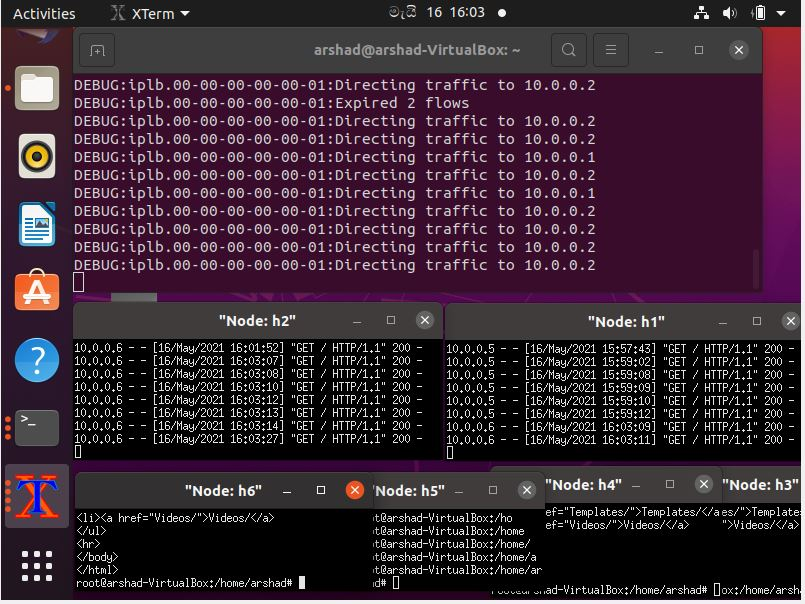 Activities
XTerm
මැයි 16 16:03
arshad@arshad-VirtualBox: ~
DEBUG:iplb.00-00-00-00-00-01:Directing traffic to 10.0.0.2
DEBUG:iplb.00-00-00-00-00-01:Expired 2 flows
DEBUG:iplb.00-00-00-00-00-01:Directing traffic to 10.0.0.2
DEBUG:iplb.00-00-00-00-00-01:Directing traffic to 10.0.0.2
DEBUG:iplb.00-00-00-00-00-01:Directing traffic to 10.0.0.1
DEBUG:iplb.00-00-00-00-00-01:Directing traffic to 10.0.0.2
DEBUG:iplb.00-00-00-00-00-01:Directing traffic to 10.0.0.1
DEBUG:iplb.00-00-00-00-00-01:Directing traffic to 10.0.0.2
DEBUG:iplb.00-00-00-00-00-01:Directing traffic to 10.0.0.2
DEBUG:iplb.00-00-00-00-00-01:Directing traffic to 10.0.0.2
DEBUG:iplb.00-00-00-00-00-01:Directing traffic to 10.0.0.2
"Node: h2"
10.0.0.6 - - [16/May/2021 16:01:52] "GET / HTTP/1.1" 200 -
10.0.0.6 - - [16/May/2021 16:03:07] "GET / HTTP/1.1" 200 -
10.0.0.6 - - [16/May/2021 16:03:08] "GET / HTTP/1.1" 200 -
10.0.0.6 - - [16/May/2021 16:03:10] "GET / HTTP/1.1" 200 -
10.0.0.6 - - [16/May/2021 16:03:12] "GET / HTTP/1.1" 200 -
10.0.0.6 - - [16/May/2021 16:03:13] "GET / HTTP/1.1" 200 -
10.0.0.6 - - [16/May/2021 16:03:14] "GET / HTTP/1.1" 200 -
10.0.0.6 - - [16/May/2021 16:03:27] "GET / HTTP/1.1" 200 -
"Node: h1"
10.0.0.5 - - [16/May/2021 15:57:43] "GET / HTTP/1.1" 200 -
10.0.0.5 - - [16/May/2021 15:59:02] "GET / HTTP/1.1" 200 -
10.0.0.5 - - [16/May/2021 15:59:08] "GET / HTTP/1.1" 200 -
10.0.0.5 - - [16/May/2021 15:59:09] "GET / HTTP/1.1" 200 -
10.0.0.5 - - [16/May/2021 15:59:10] "GET / HTTP/1.1" 200 -
10.0.0.5 - - [16/May/2021 15:59:12] "GET / HTTP/1.1" 200 -
10.0.0.6 - - [16/May/2021 16:03:09] "GET / HTTP/1.1" 200 -
10.0.0.6 - - [16/May/2021 16:03:11] "GET / HTTP/1.1" 200 -
"Node: h6"
<li><a href="Videos/">Videos/</a>
</ul>
<hr>
</body>
</html>
root@arshad-VirtualBox:/home/arshad#
"Node: h5"
ot@arshad-VirtualBox:/ho
ot@arshad-VirtualBox:/home
ot@arshad-VirtualBox:/home/
ot@arshad-VirtualBox:/home/a
ot@arshad-VirtualBox:/home/ar
ad#
"Node: h4"
ef="Templates/">Templates/</a
ef="Videos/">Videos/</a>
root@arshad-VirtualBox:/home/arshad#
"Node: h3"
es/">Templa
">Videos/</a>
ox:/home/arshad#